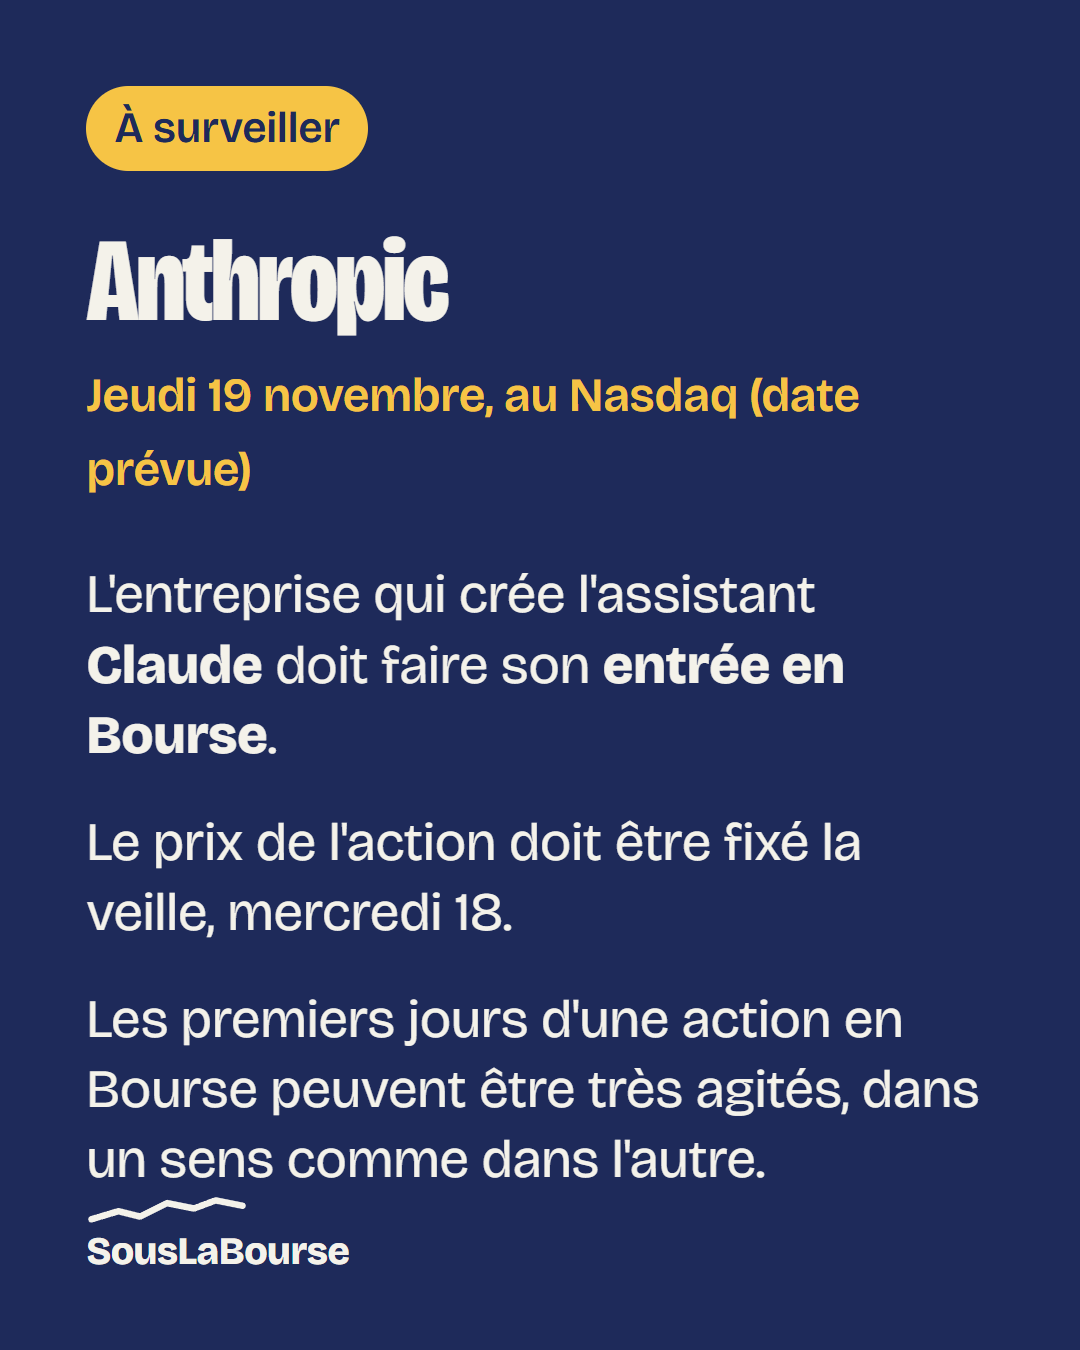 À surveiller
Anthropic
Jeudi 19 novembre, au Nasdaq (date
prévue)
L'entreprise qui crée l'assistant
Claude doit faire son entrée en
Bourse.
Le prix de l'action doit être fixé la
veille, mercredi 18.
Les premiers jours d'une action en
Bourse peuvent être très agités, dans
un sens comme dans l'autre.
SousLaBourse